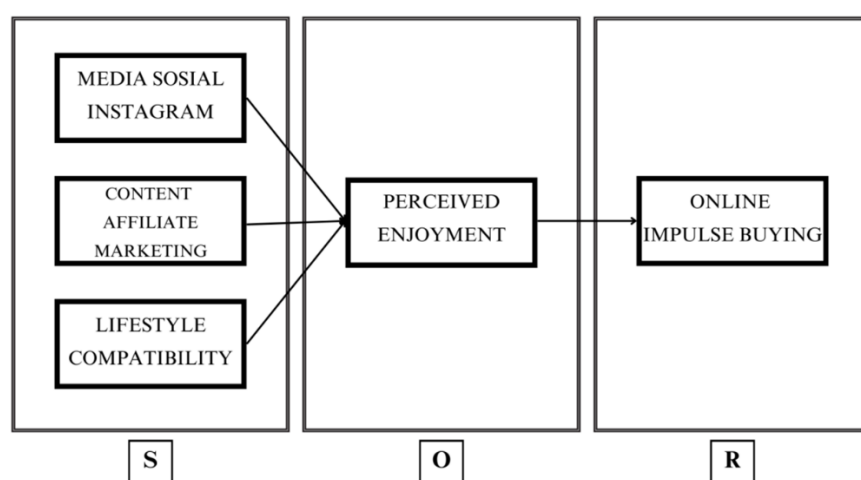 MEDIA SOSIAL
INSTAGRAM
CONTENT
AFFILIATE
MARKETING
LIFESTYLE
COMPATIBILITY
PERCEIVED
ENJOYMENT
ONLINE
IMPULSE BUYING
S
O
R